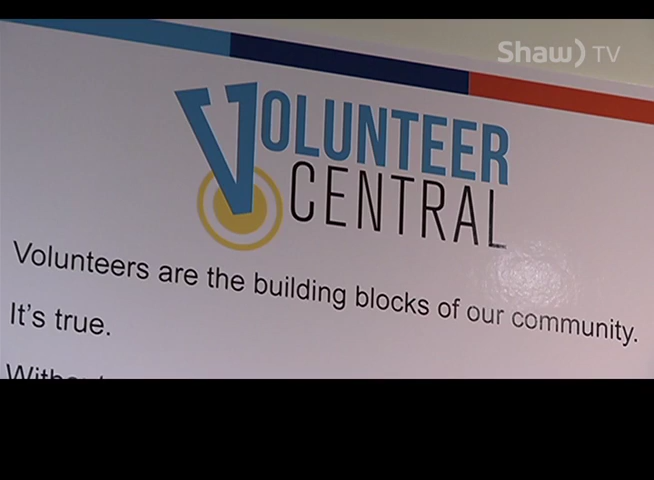 Shaw) TV
VOLUNTEER
CENTRAL
Volunteers are the building blocks of our community.
It's true.